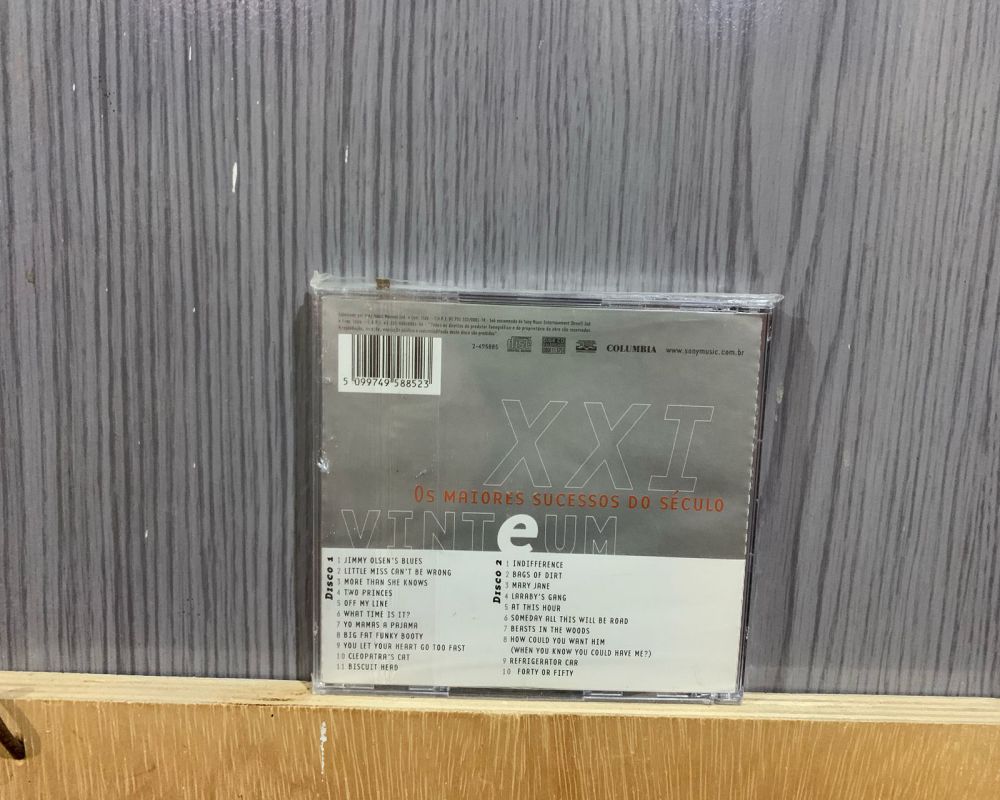 2-495885 COLUMBIA www.sonymusic.com.br
5 099749 588523
XXI
OS MAIORES SUCESSOS DO SÉCULO
VINTeUM
Disco 1
1 JIMMY OLSEN'S BLUES
2 LITTLE MISS CAN'T BE WRONG
3 MORE THAN SHE KNOWS
4 TWO PRINCES
5 OFF MY LINE
6 WHAT TIME IS IT?
7 YO MAMAS A PAJAMA
8 BIG FAT FUNKY BOOTY
9 YOU LET YOUR HEART GO TOO FAST
10 CLEOPATRA'S CAT
11 BISCUIT HEAD
Disco 2
1 INDIFFERENCE
2 BAGS OF DIRT
3 MARY JANE
4 LARABY'S GANG
5 AT THIS HOUR
6 SOMEDAY ALL THIS WILL BE ROAD
7 BEASTS IN THE WOODS
8 HOW COULD YOU WANT HIM
(WHEN YOU KNOW YOU COULD HAVE ME?)
9 REFRIGERATOR CAR
10 FORTY OR FIFTY